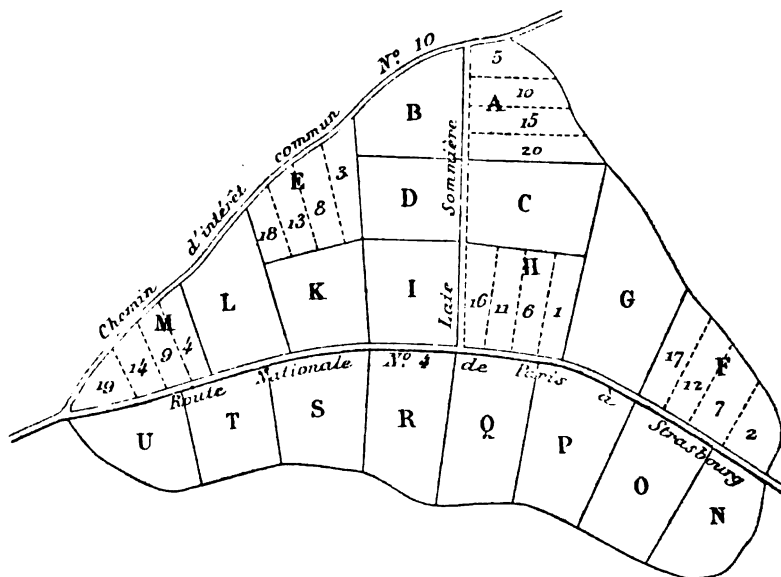 Chemin d'intérêt commun Nº. 10
5
A
10
15
20
B
Laie Sommière
E
3
8
13
18
D
C
H
16
11
6
1
G
L
K
I
M
4
9
14
19
17
12
F
7
2
Route Nationale Nº. 4 de Paris à Strasbourg
U
T
S
R
Q
P
O
N